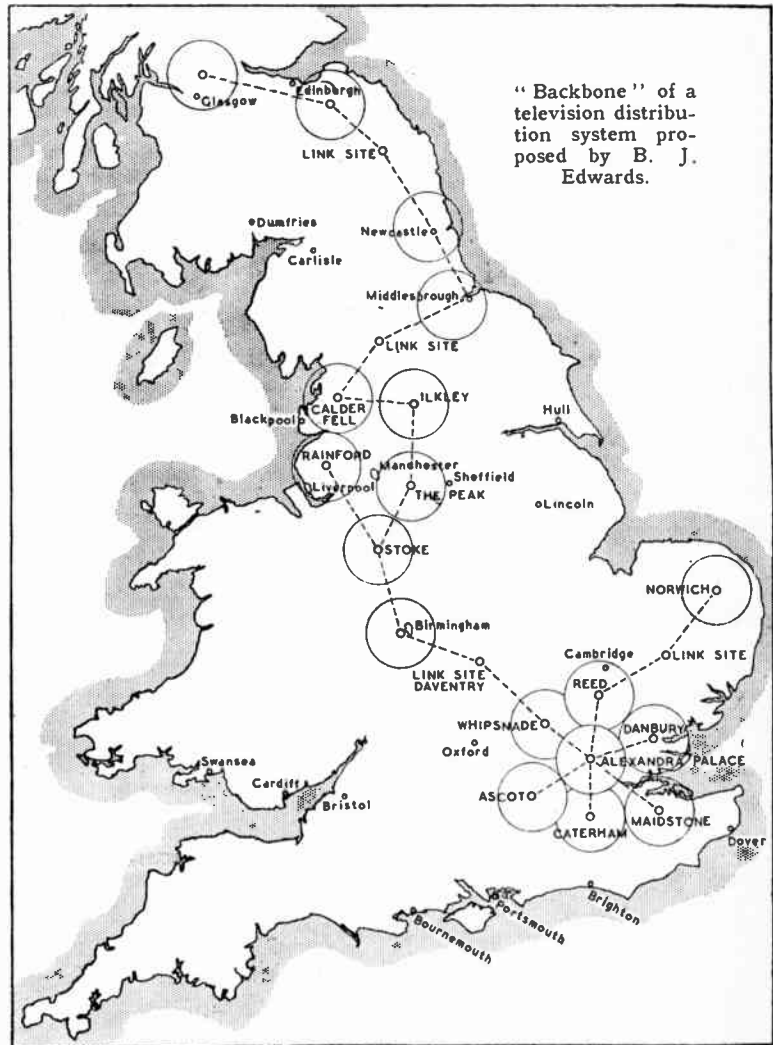 Edinburgh
Glasgow
" Backbone " of a
television distribu-
tion system pro-
posed by B. J.
Edwards.
LINK SITE
Dumfries
Newcastle
Carlisle
Middlesbrough
LINK SITE
CALDER
FELL
ILKLEY
Blackpool
Hull
RAINFORD
Manchester
Sheffield
Liverpool
THE PEAK
Lincoln
STOKE
NORWICH
Birmingham
Cambridge
LINK SITE
LINK SITE
DAVENTRY
REED
WHIPSNADE
DANBURY
Oxford
ALEXANDRA PALACE
Swansea
Cardiff
Bristol
ASCOT
MAIDSTONE
CATERHAM
Dover
Brighton
Portsmouth
Bournemouth